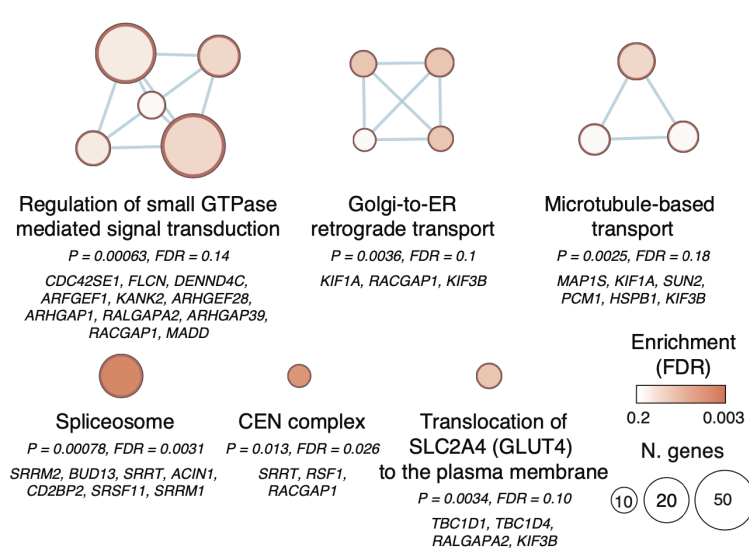 Regulation of small GTPase
mediated signal transduction
P = 0.00063, FDR = 0.14
CDC42SE1, FLCN, DENND4C,
ARFGEF1, KANK2, ARHGEF28,
ARHGAP1, RALGAPA2, ARHGAP39,
RACGAP1, MADD
Golgi-to-ER
retrograde transport
P = 0.0036, FDR = 0.1
KIF1A, RACGAP1, KIF3B
Microtubule-based
transport
P = 0.0025, FDR = 0.18
MAP1S, KIF1A, SUN2,
PCM1, HSPB1, KIF3B
Spliceosome
P = 0.00078, FDR = 0.0031
SRRM2, BUD13, SRRT, ACIN1,
CD2BP2, SRSF11, SRRM1
CEN complex
P = 0.013, FDR = 0.026
SRRT, RSF1,
RACGAP1
Translocation of
SLC2A4 (GLUT4)
to the plasma membrane
P = 0.0034, FDR = 0.10
TBC1D1, TBC1D4,
RALGAPA2, KIF3B
Enrichment
(FDR)
0.2 0.003
N. genes
10 20 50